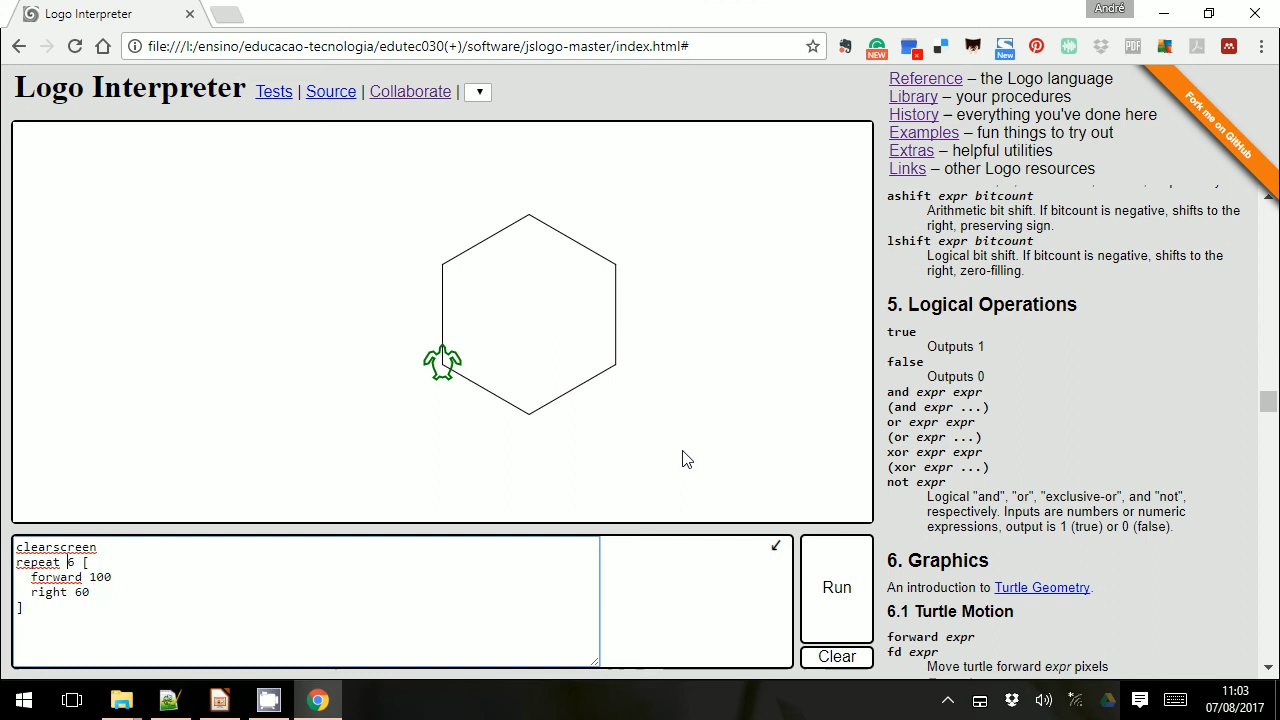 Logo Interpreter
André
file:///I:/ensino/educacao-tecnologia/edutec030(+)/software/jslogo-master/index.html#
NEW
New
PDF
Logo Interpreter Tests | Source | Collaborate |
Reference – the Logo language
Library – your procedures
History – everything you've done here
Examples – fun things to try out
Extras – helpful utilities
Links – other Logo resources
Fork me on GitHub
ashift expr bitcount
Arithmetic bit shift. If bitcount is negative, shifts to the
right, preserving sign.
lshift expr bitcount
Logical bit shift. If bitcount is negative, shifts to the
right, zero-filling.
5. Logical Operations
true
Outputs 1
false
Outputs 0
and expr expr
(and expr ...)
or expr expr
(or expr ...)
xor expr expr
(xor expr ...)
not expr
Logical "and", "or", "exclusive-or", and "not",
respectively. Inputs are numbers or numeric
expressions, output is 1 (true) or 0 (false).
6. Graphics
An introduction to Turtle Geometry.
6.1 Turtle Motion
forward expr
fd expr
Move turtle forward expr pixels
clearscreen
repeat 6 [
forward 100
right 60
]
Run
Clear
11:03
07/08/2017